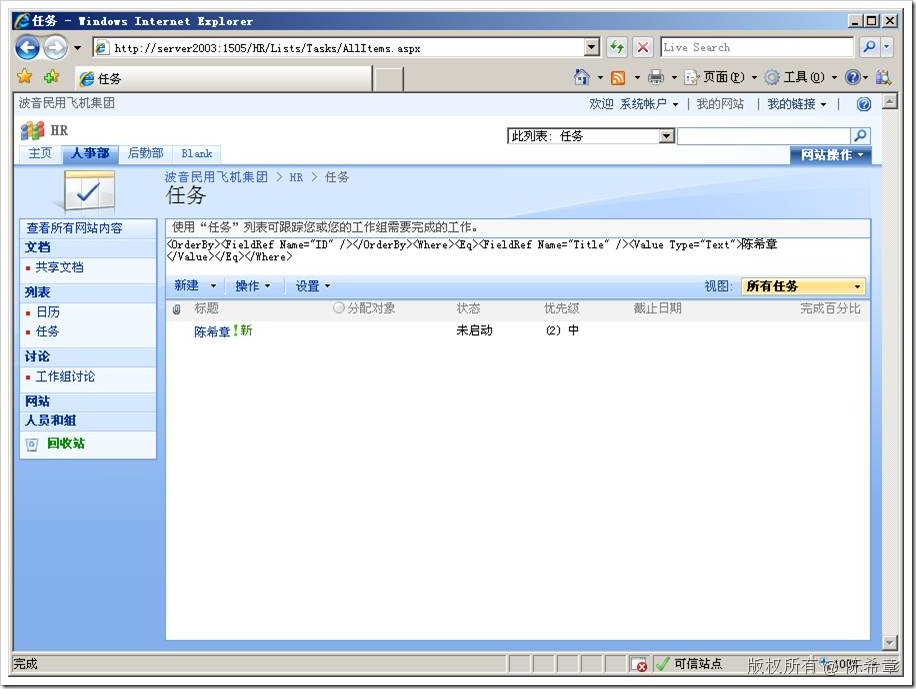 任务 - Windows Internet Explorer
http://server2003:1505/HR/Lists/Tasks/AllItems.aspx
Live Search
任务
页面(P)
工具(O)
波音民用飞机集团
欢迎 系统帐户 | 我的网站 | 我的链接 |
HR
此列表: 任务
主页 人事部 后勤部 Blank
网站操作
波音民用飞机集团 > HR > 任务
任务
查看所有网站内容
文档
共享文档
列表
日历
任务
讨论
工作组讨论
网站
人员和组
回收站
使用“任务”列表可跟踪您或您的工作组需要完成的工作。
<OrderBy><FieldRef Name="ID" /></OrderBy><Where><Eq><FieldRef Name="Title" /><Value Type="Text">陈希章
</Value></Eq></Where>
新建 操作 设置 视图: 所有任务
标题 分配对象 状态 优先级 截止日期 完成百分比
陈希章 ! 新 未启动 (2) 中
完成
可信站点
版权所有 @ 陈希章